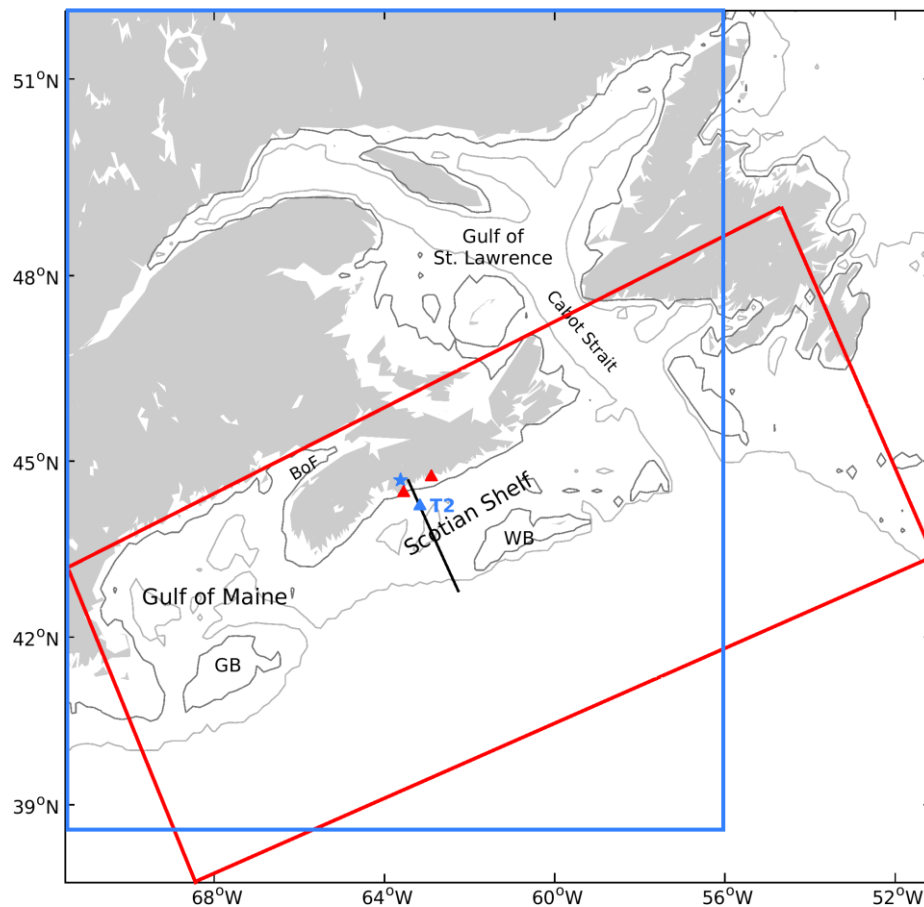 51°N
48°N
45°N
42°N
39°N
Gulf of
St. Lawrence
Cabot Strait
BoF
T2
Scotian Shelf
WB
Gulf of Maine
GB
68°W
64°W
60°W
56°W
52°W